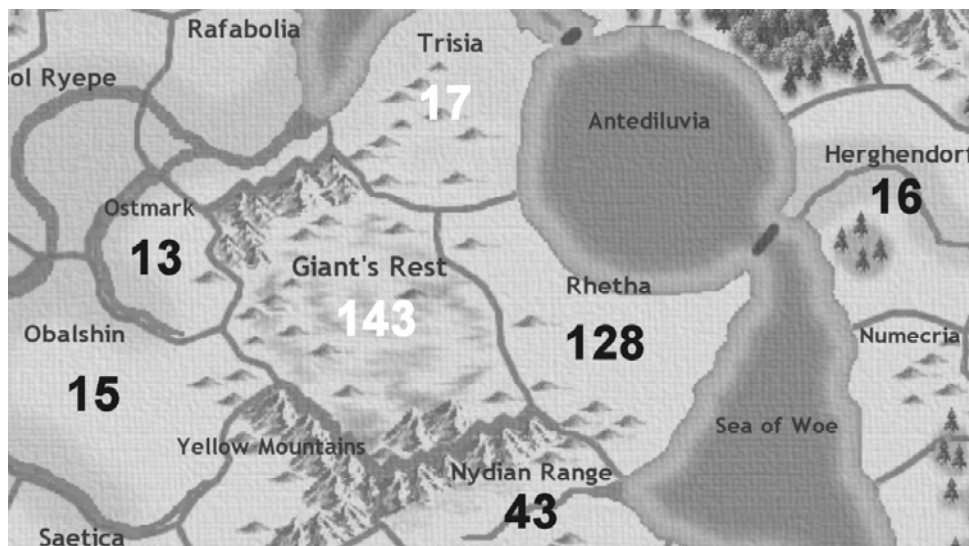 Rafabolia
Trisia
ol Ryepe
17
Antediluvia
Herghendorf
16
Ostmark
13
Giant's Rest
143
Rhetha
128
Obalshin
15
Numecria
Sea of Woe
Yellow Mountains
Nydian Range
43
Saetica